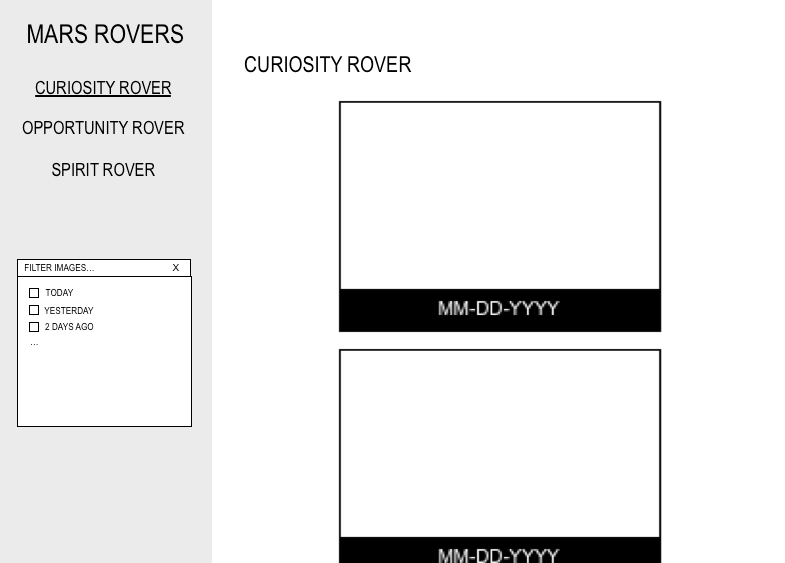 MARS ROVERS
CURIOSITY ROVER
OPPORTUNITY ROVER
SPIRIT ROVER
FILTER IMAGES... X
TODAY
YESTERDAY
2 DAYS AGO
...
CURIOSITY ROVER
MM-DD-YYYY
MM-DD-YYYY